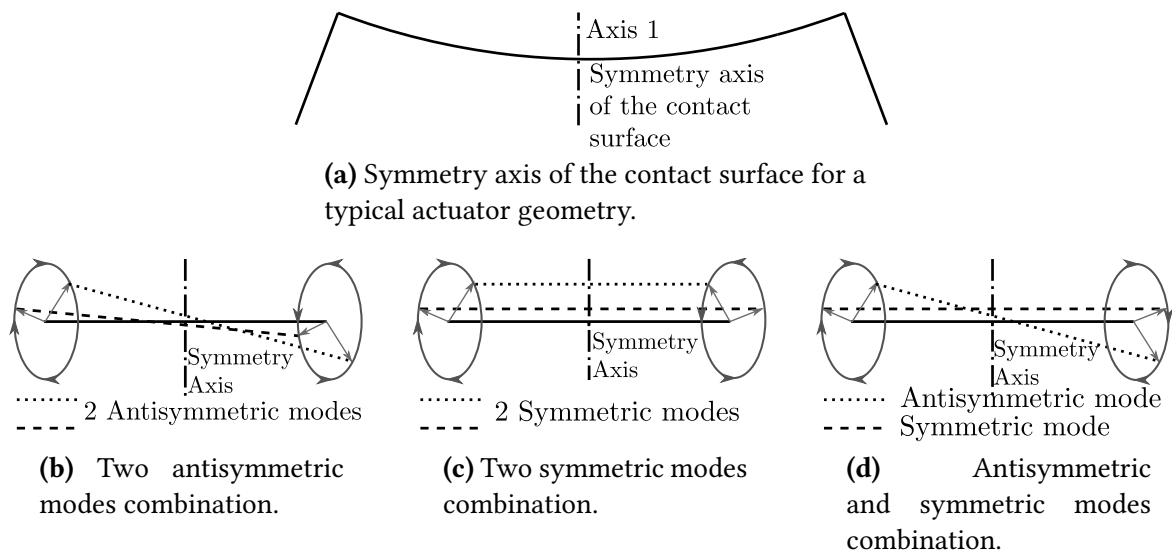 Axis 1
Symmetry axis
of the contact
surface
(a) Symmetry axis of the contact surface for a
typical actuator geometry.
Symmetry
Axis
2 Antisymmetric modes
(b) Two antisymmetric
modes combination.
Symmetry
Axis
2 Symmetric modes
(c) Two symmetric modes
combination.
Symmetry
Axis
Antisymmetric mode
Symmetric mode
(d) Antisymmetric
and symmetric modes
combination.